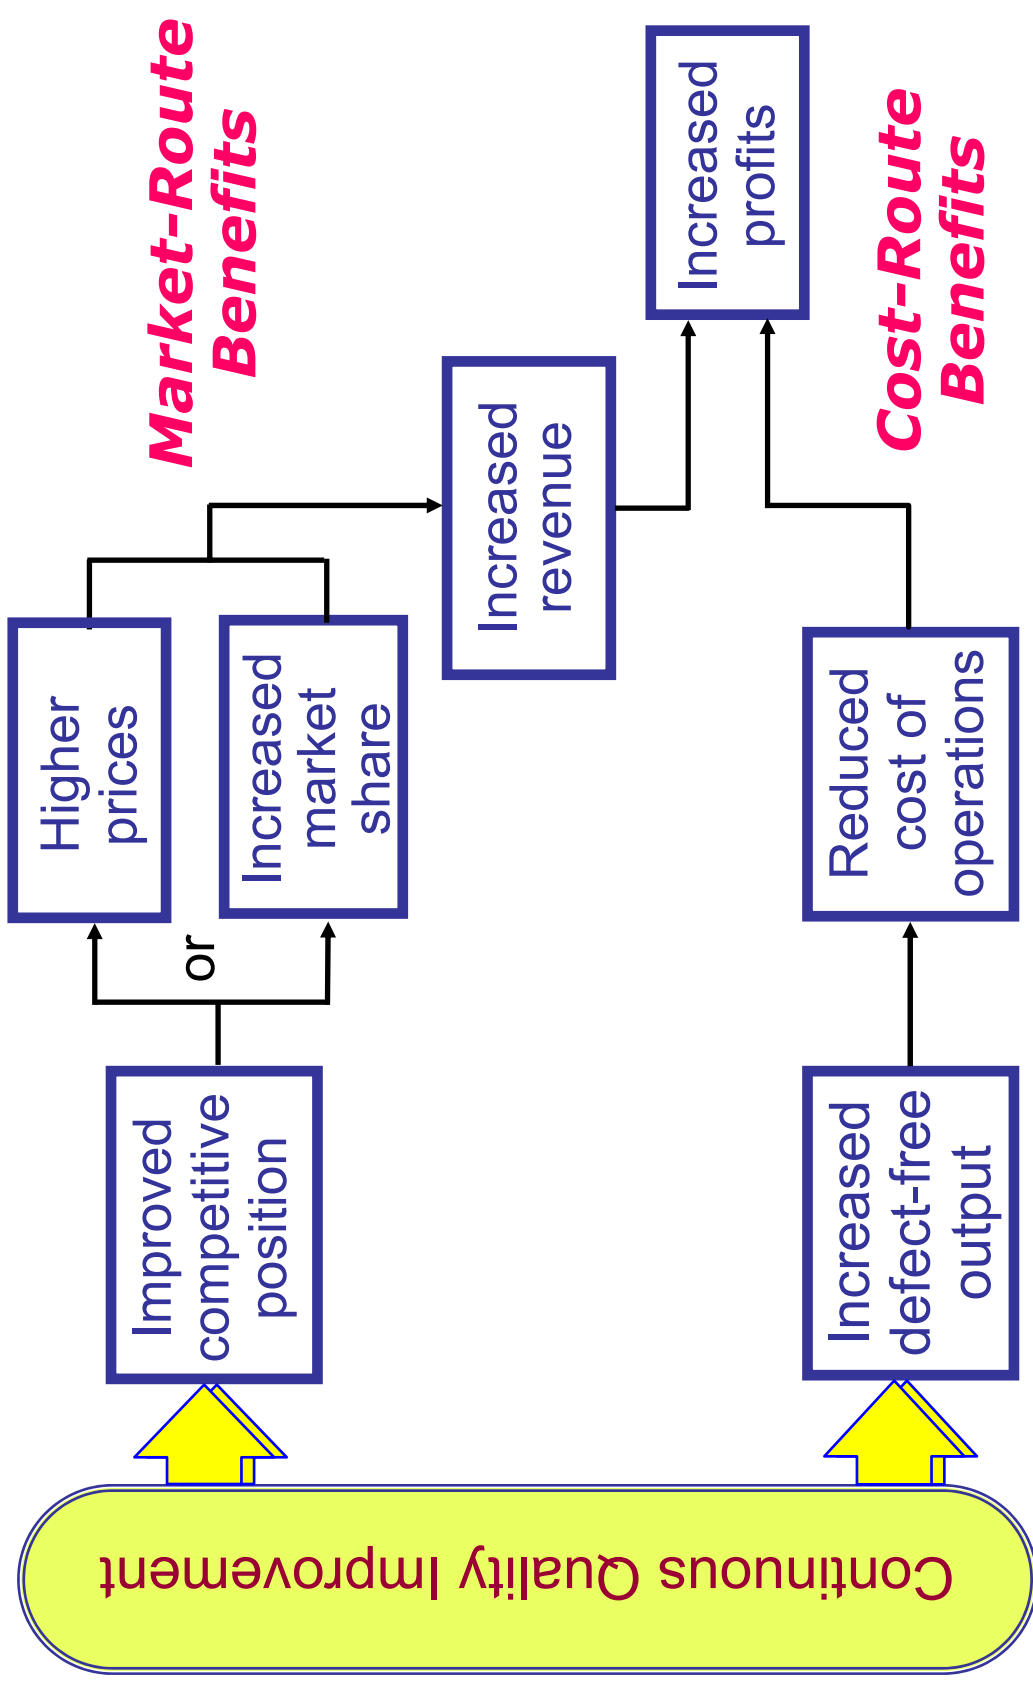 Continuous Quality Improvement
Improved
competitive
position
or
Higher
prices
Increased
market
share
Increased
revenue
Market-Route
Benefits
Increased
defect-free
output
Reduced
cost of
operations
Increased
profits
Cost-Route
Benefits